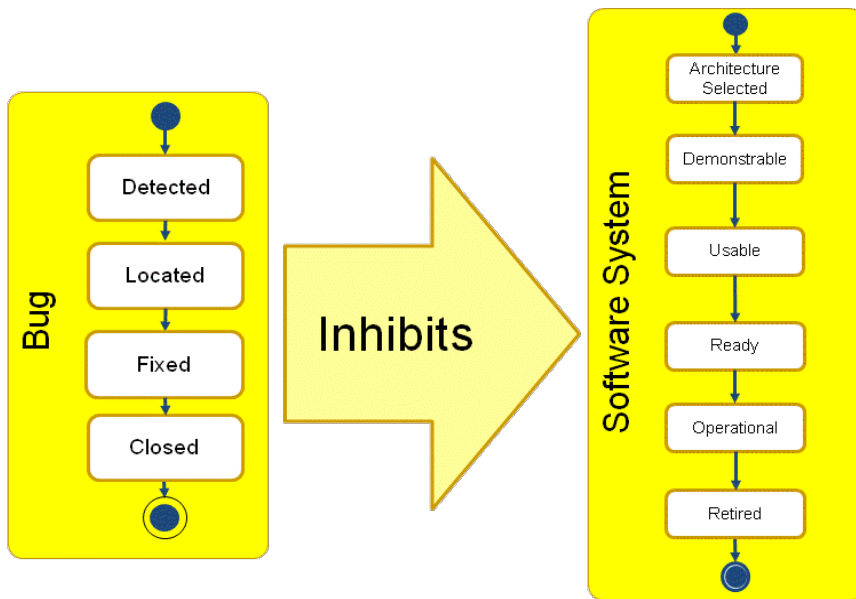 Bug
Detected
Located
Fixed
Closed
Inhibits
Software System
Architecture
Selected
Demonstrable
Usable
Ready
Operational
Retired